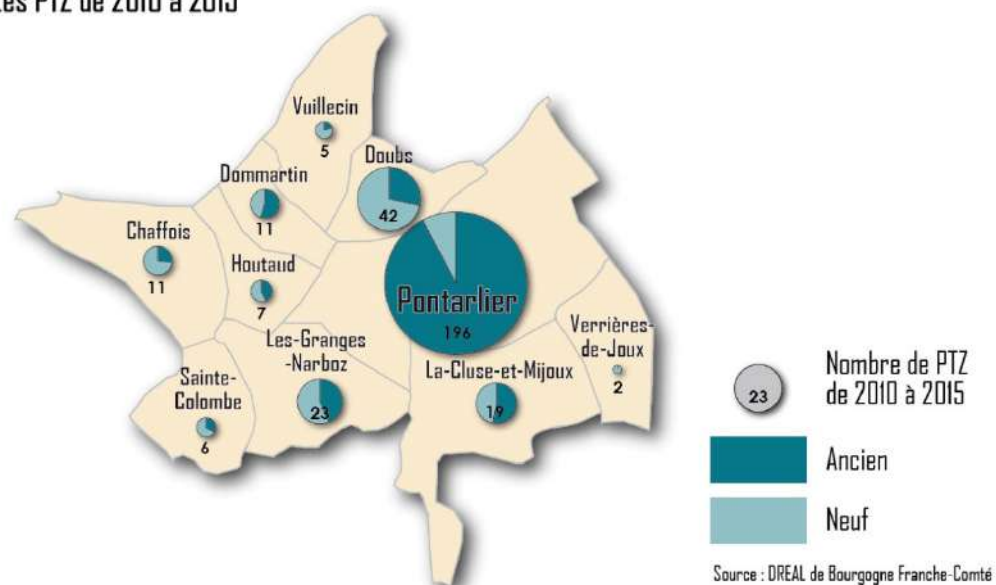 Les PTZ de 2010 à 2015
Vuillecin
5
Doubs
42
Dommartin
11
Chaffois
11
Houtaud
7
Pontarlier
196
Les-Granges
-Narboz
23
Verrières-
de-Joux
2
La-Cluse-et-Mijoux
19
Sainte-
Colombe
6
23
Nombre de PTZ
de 2010 à 2015
Ancien
Neuf
Source : DREAL de Bourgogne Franche-Comté